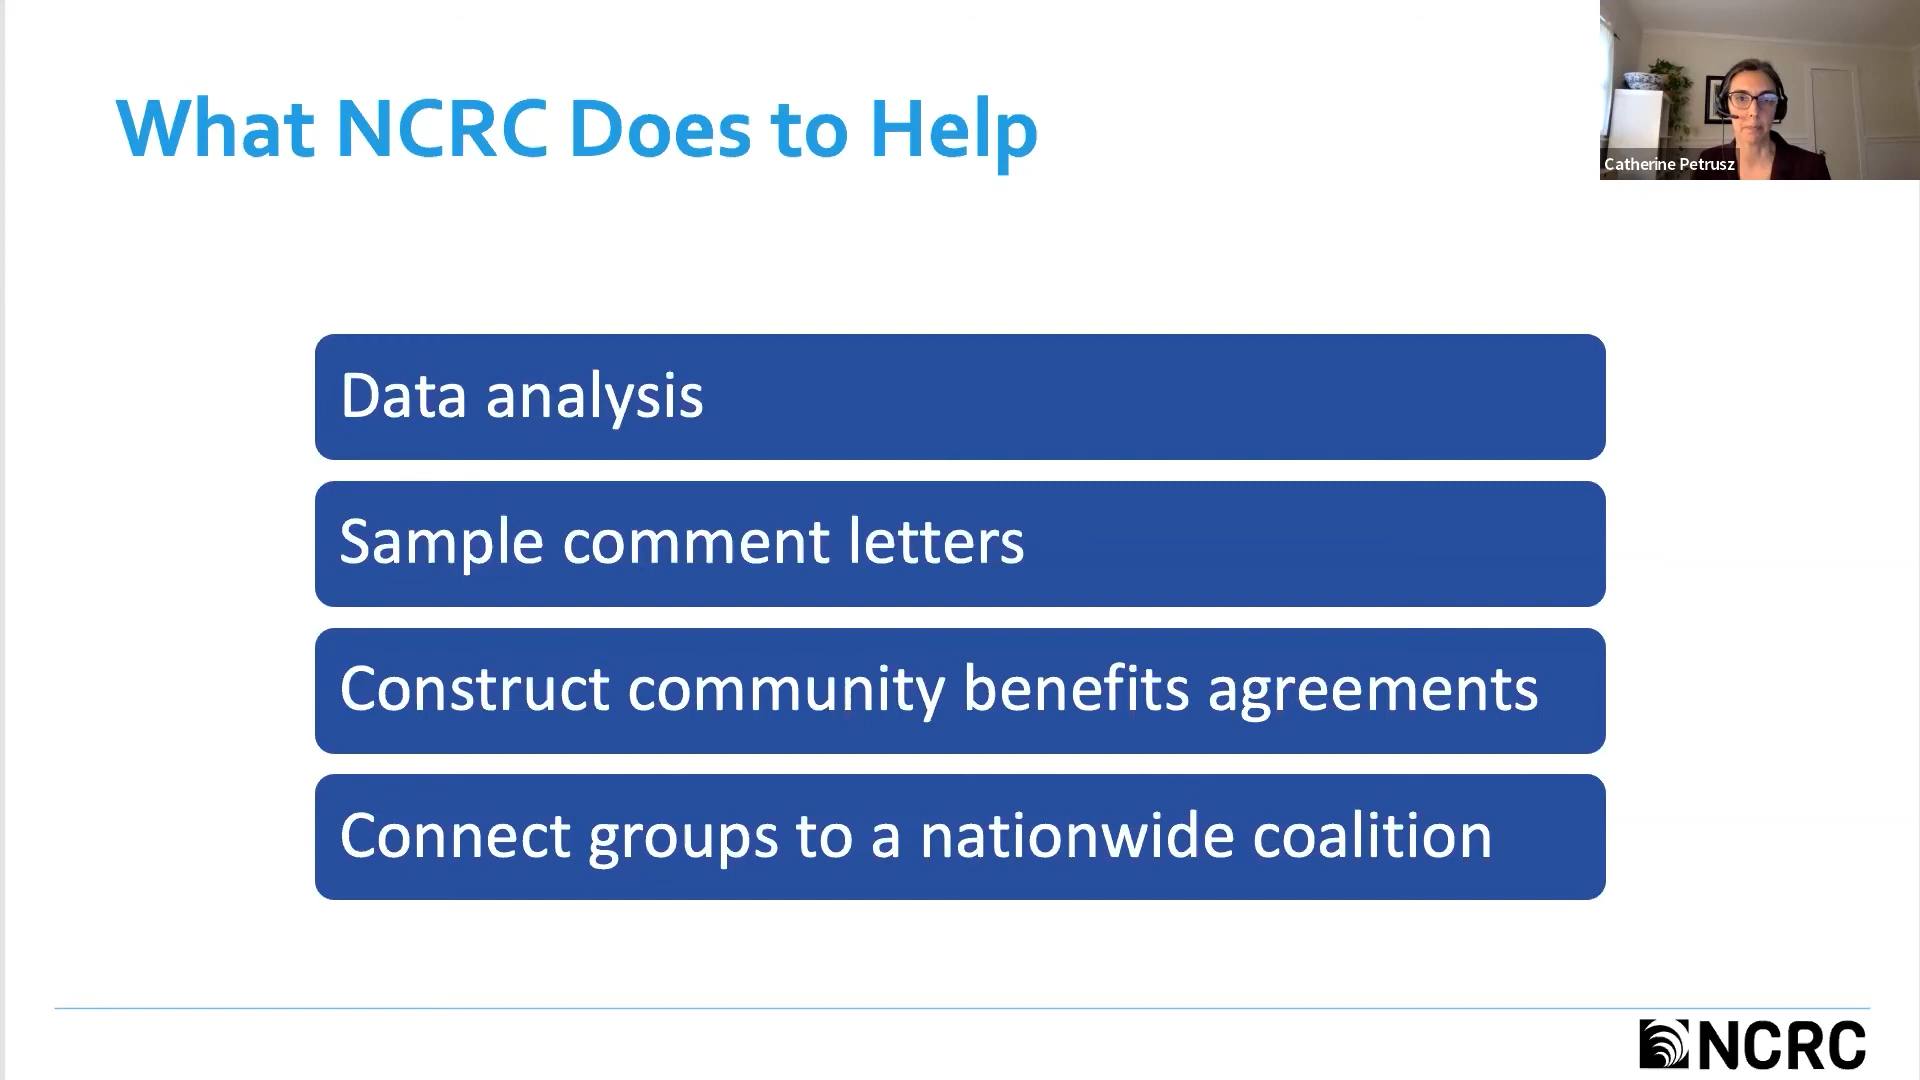 What NCRC Does to Help
Catherine Petrusz
Data analysis
Sample comment letters
Construct community benefits agreements
Connect groups to a nationwide coalition
NCRC